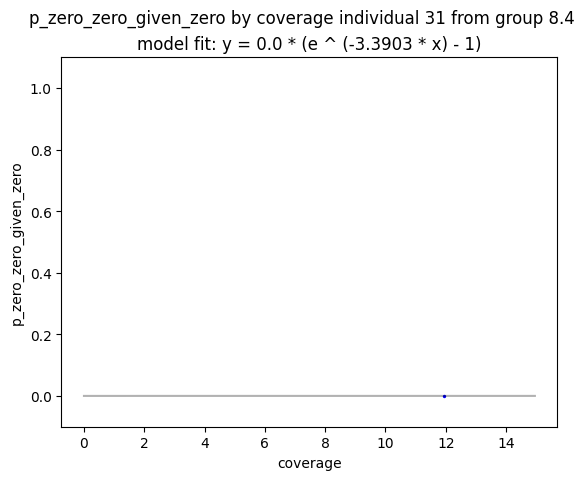 p_zero_zero_given_zero by coverage individual 31 from group 8.4
model fit: y = 0.0 * (e ^ (-3.3903 * x) - 1)
1.0
0.8
0.6
0.4
0.2
0.0
p_zero_zero_given_zero
0 2 4 6 8 10 12 14
coverage